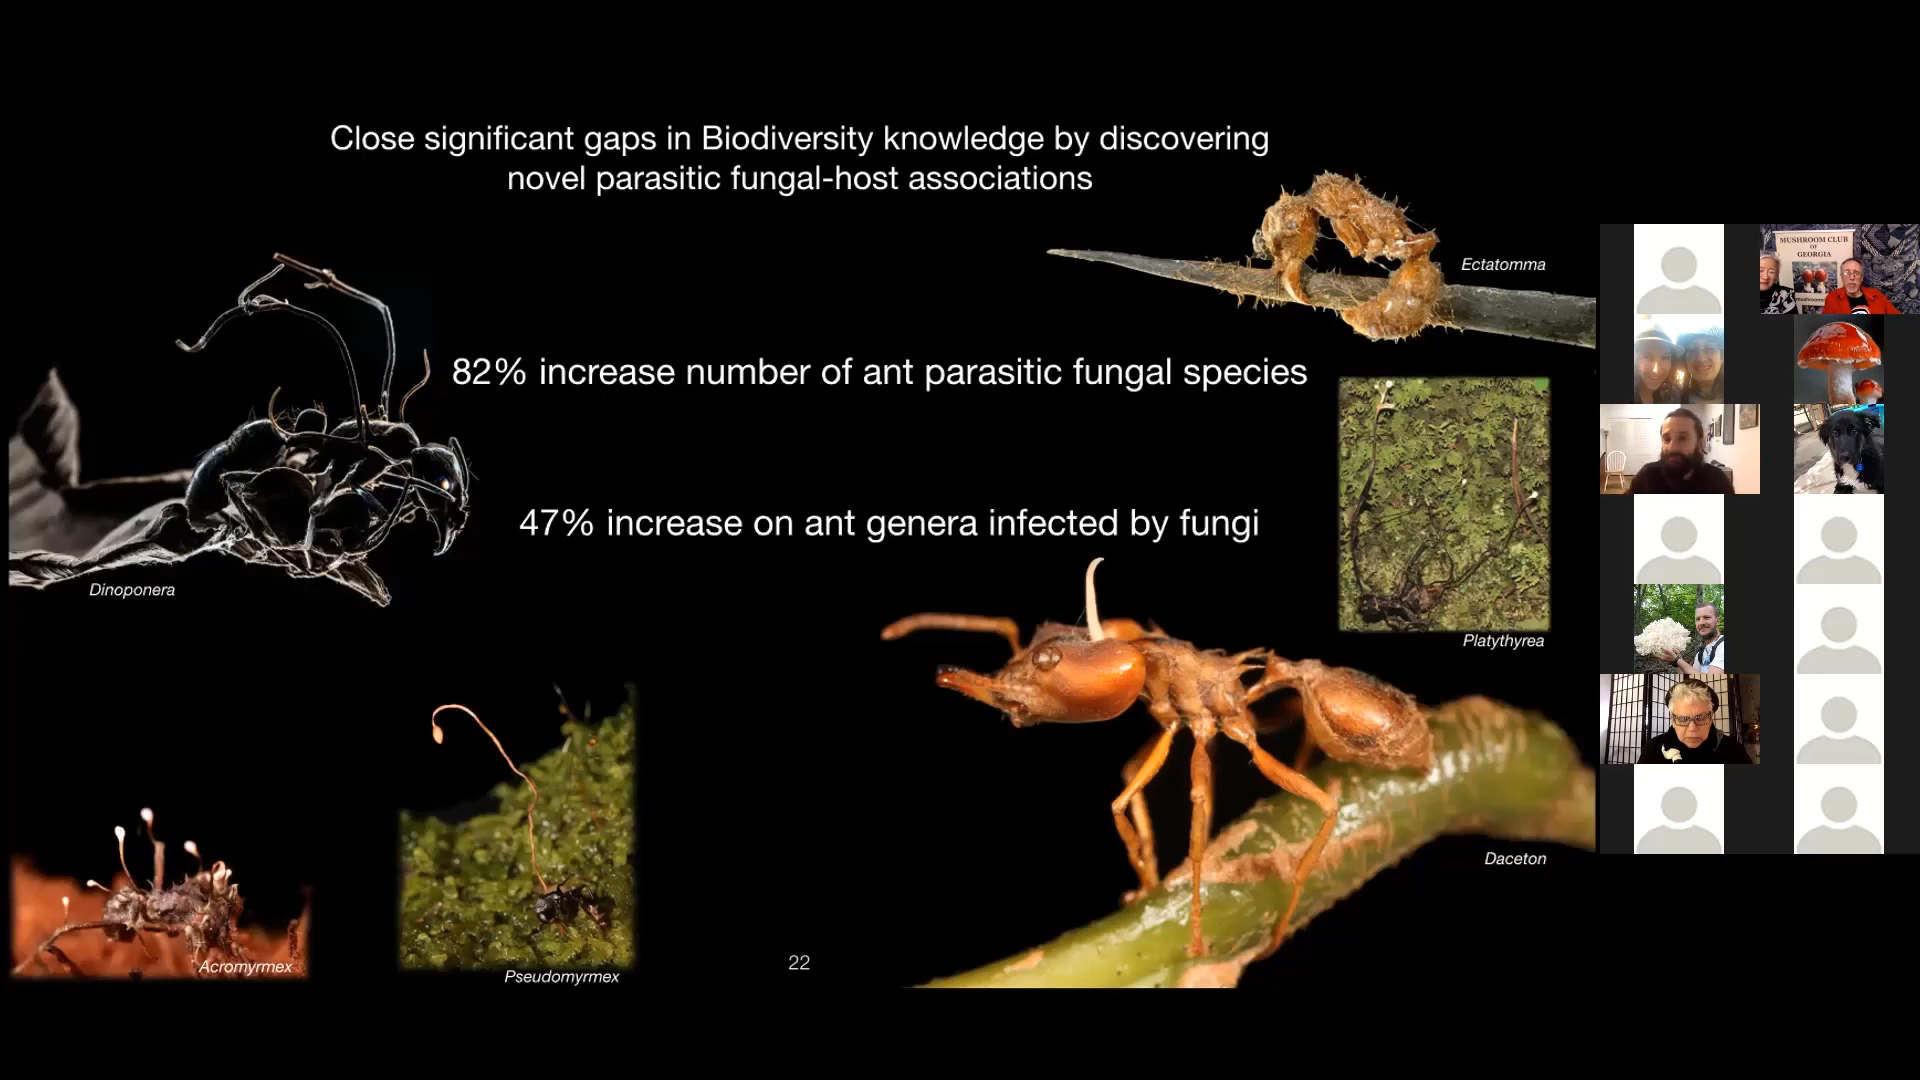 Close significant gaps in Biodiversity knowledge by discovering
novel parasitic fungal-host associations
Ectatomma
82% increase number of ant parasitic fungal species
47% increase on ant genera infected by fungi
Dinoponera
Platythyrea
Daceton
Acromyrmex
Pseudomyrmex
22
MUSHROOM CLUB
OF
GEORGIA